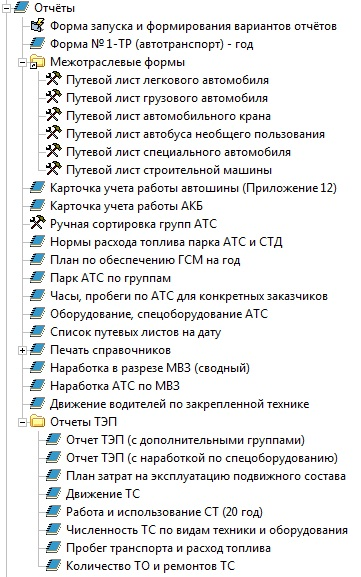 Отчёты
Форма запуска и формирования вариантов отчётов
Форма №1-ТР (автотранспорт) - год
Межотраслевые формы
Путевой лист легкового автомобиля
Путевой лист грузового автомобиля
Путевой лист автомобильного крана
Путевой лист автобуса необщего пользования
Путевой лист специального автомобиля
Путевой лист строительной машины
Карточка учета работы автошины (Приложение 12)
Карточка учета работы АКБ
Ручная сортировка групп АТС
Нормы расхода топлива парка АТС и СТД
План по обеспечению ГСМ на год
Парк АТС по группам
Часы, пробеги по АТС для конкретных заказчиков
Оборудование, спецоборудование АТС
Список путевых листов на дату
Печать справочников
Наработка в разрезе МВЗ (сводный)
Наработка АТС по МВЗ
Движение водителей по закрепленной технике
Отчеты ТЭП
Отчет ТЭП (с дополнительными группами)
Отчет ТЭП (с наработкой по спецоборудованию)
План затрат на эксплуатацию подвижного состава
Движение ТС
Работа и использование СТ (20 год)
Численность ТС по видам техники и оборудования
Пробег транспорта и расход топлива
Количество ТО и ремонтов ТС